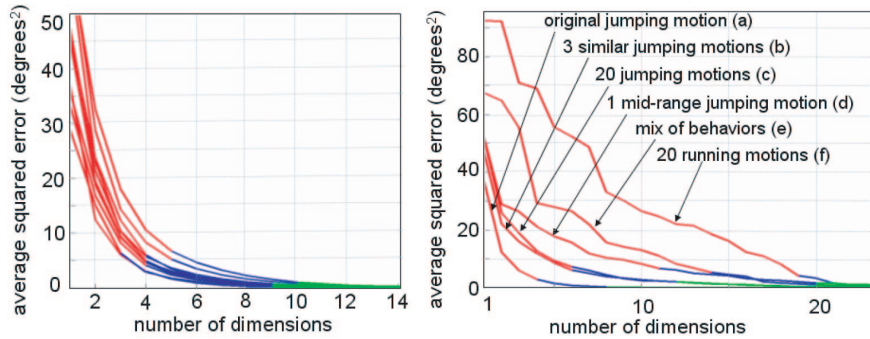 average squared error (degrees²)
50
40
30
20
10
0
2
4
6
8
10
12
14
number of dimensions
average squared error (degrees²)
80
60
40
20
0
1
10
20
number of dimensions
original jumping motion (a)
3 similar jumping motions (b)
20 jumping motions (c)
1 mid-range jumping motion (d)
mix of behaviors (e)
20 running motions (f)